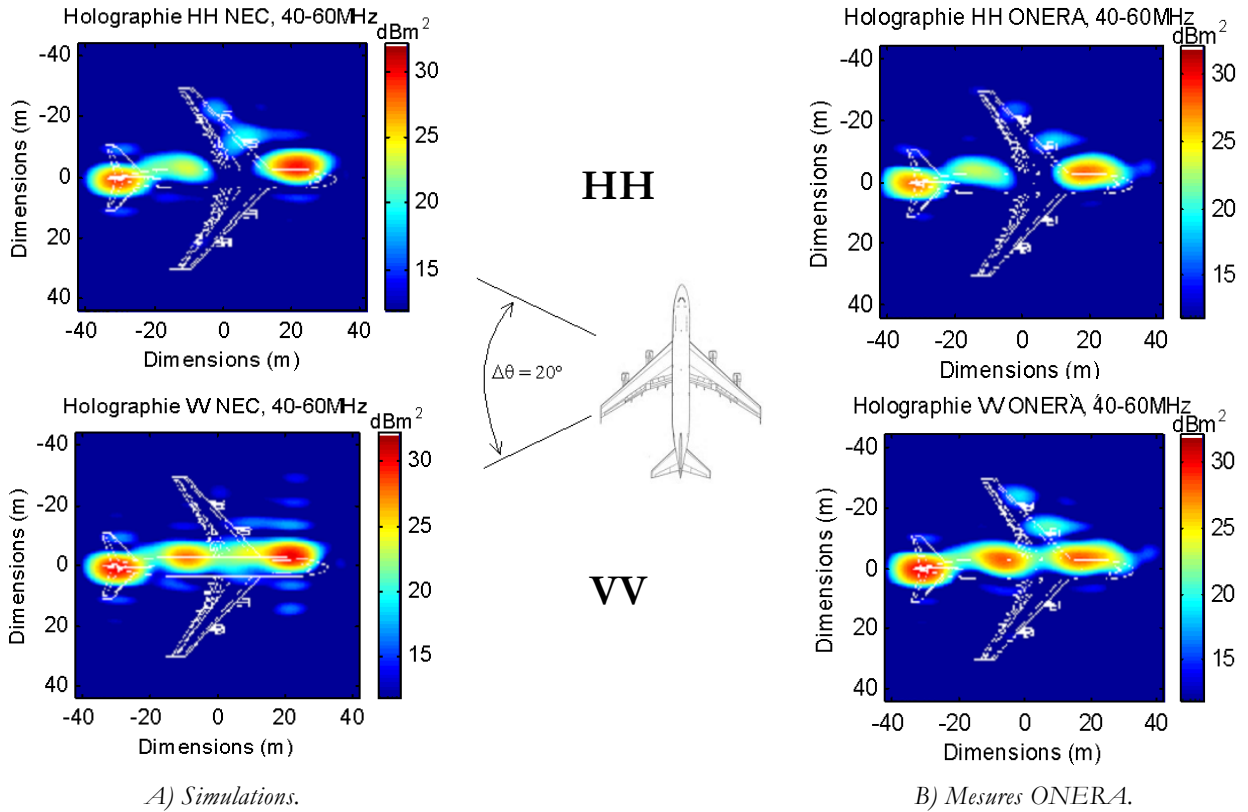 Holographie HH NEC, 40-60MHz
dBm²
-40
-20
0
20
40
Dimensions (m)
30
25
20
15
-40 -20 0 20 40
Dimensions (m)
HH
Holographie HH ONERA, 40-60MHz
dBm²
-40
-20
0
20
40
Dimensions (m)
30
25
20
15
-40 -20 0 20 40
Dimensions (m)
Δθ = 20°
Holographie VV NEC, 40-60MHz
dBm²
-40
-20
0
20
40
Dimensions (m)
30
25
20
15
-40 -20 0 20 40
Dimensions (m)
VV
Holographie VV ONERA, 40-60MHz
dBm²
-40
-20
0
20
40
Dimensions (m)
30
25
20
15
-40 -20 0 20 40
Dimensions (m)
A) Simulations.
B) Mesures ONERA.